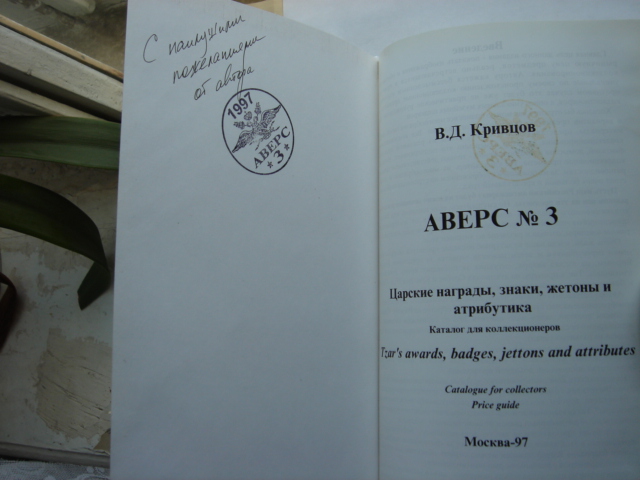 С наилучшими
пожеланиями
от автора
1997
АВЕРС
* 3 *
В.Д. Кривцов
АВЕРС № 3
Царские награды, знаки, жетоны и
атрибутика
Каталог для коллекционеров
Tzar's awards, badges, jettons and attributes
Catalogue for collectors
Price guide
Москва-97